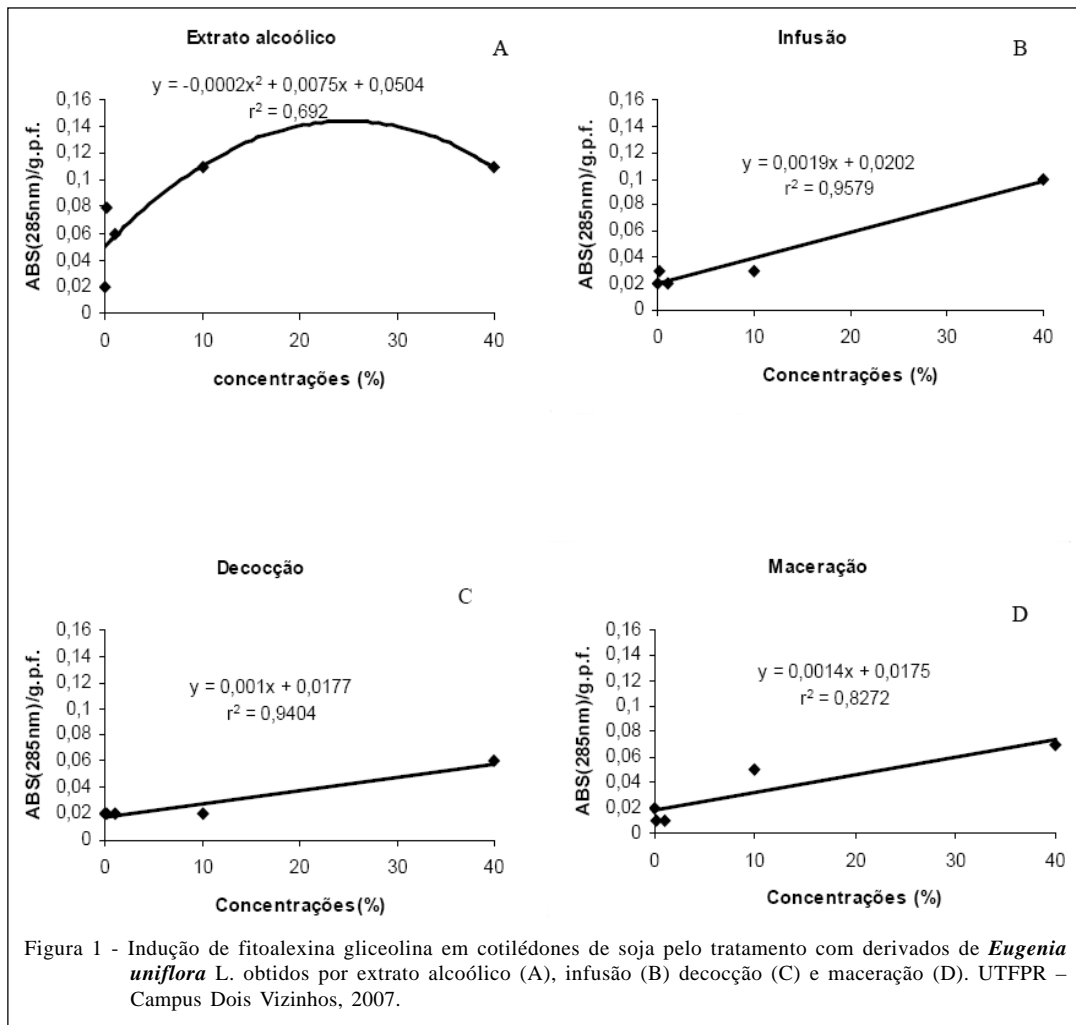 Extrato alcoólico
A
y = -0,0002x² + 0,0075x + 0,0504
r² = 0,692
ABS(285nm)/g.p.f.
0,16
0,14
0,12
0,1
0,08
0,06
0,04
0,02
0
0 10 20 30 40
concentrações (%)
Infusão
B
y = 0,0019x + 0,0202
r² = 0,9579
ABS(285nm)/g.p.f.
0,16
0,14
0,12
0,1
0,08
0,06
0,04
0,02
0
0 10 20 30 40
Concentrações (%)
Decocção
C
y = 0,001x + 0,0177
r² = 0,9404
ABS(285nm)/g.p.f.
0,16
0,14
0,12
0,1
0,08
0,06
0,04
0,02
0
0 10 20 30 40
Concentrações(%)
Maceração
D
y = 0,0014x + 0,0175
r² = 0,8272
ABS(285nm)/g.p.f.
0,16
0,14
0,12
0,1
0,08
0,06
0,04
0,02
0
0 10 20 30 40
Concentrações (%)
Figura 1 - Indução de fitoalexina gliceolina em cotilédones de soja pelo tratamento com derivados de Eugenia
uniflora L. obtidos por extrato alcoólico (A), infusão (B) decocção (C) e maceração (D). UTFPR –
Campus Dois Vizinhos, 2007.